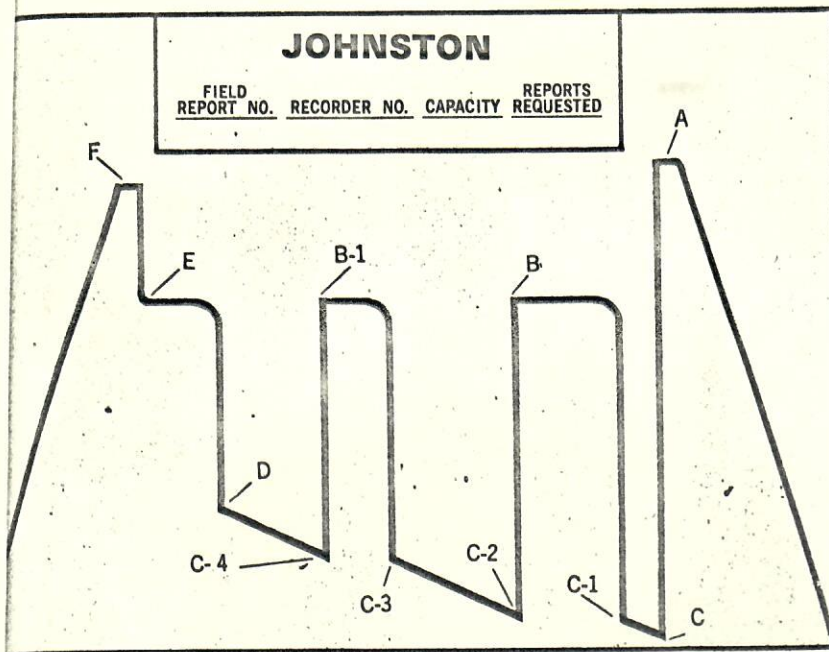 JOHNSTON
FIELD REPORT NO. RECORDER NO. CAPACITY REPORTS REQUESTED
A
F
B-1
B
E
D
C-4
C-3
C-2
C-1
C